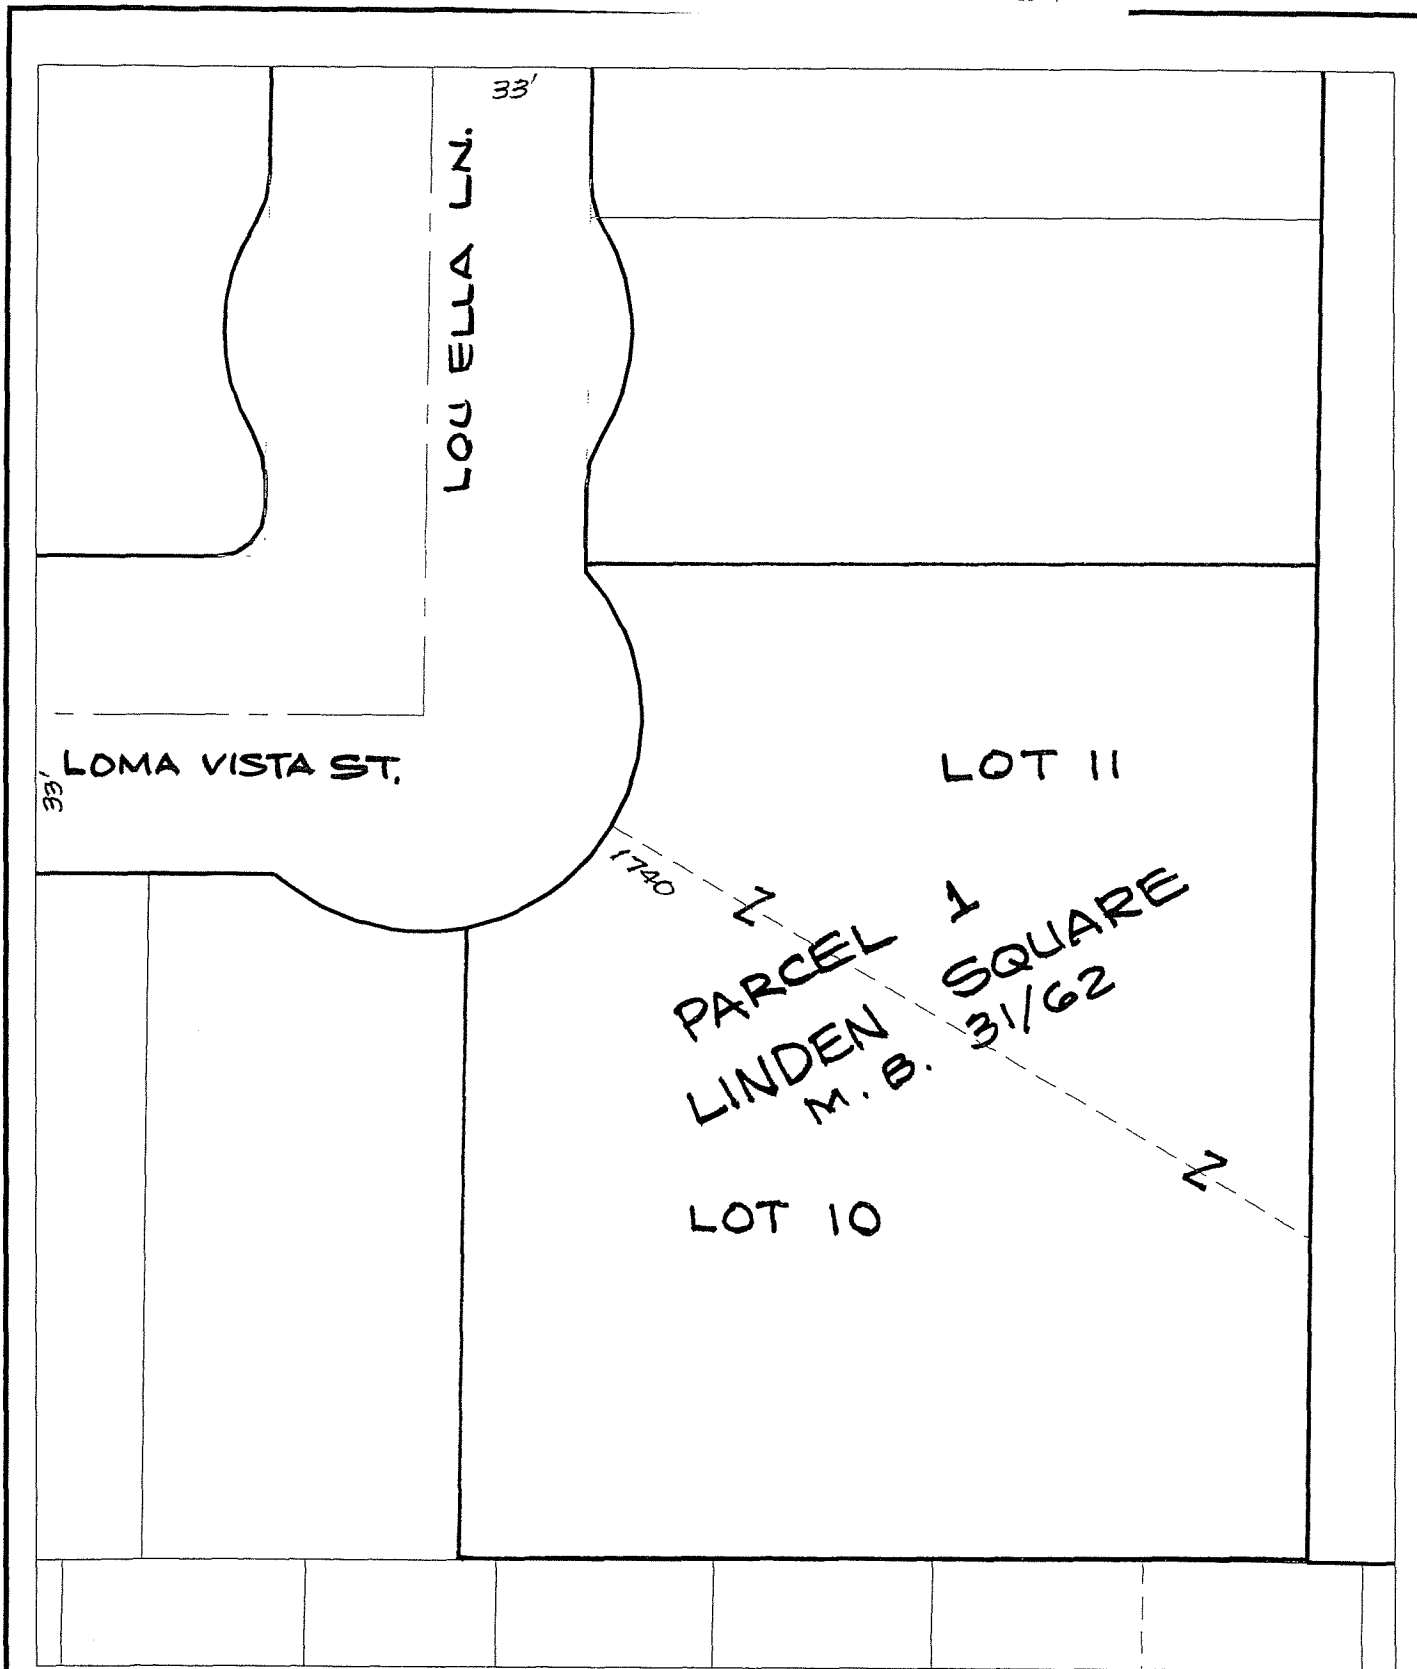 33'
LOU ELLA LN.
LOMA VISTA ST.
33'
LOT 11
1740
Z
PARCEL 1
LINDEN SQUARE
M. B. 31/62
Z
LOT 10